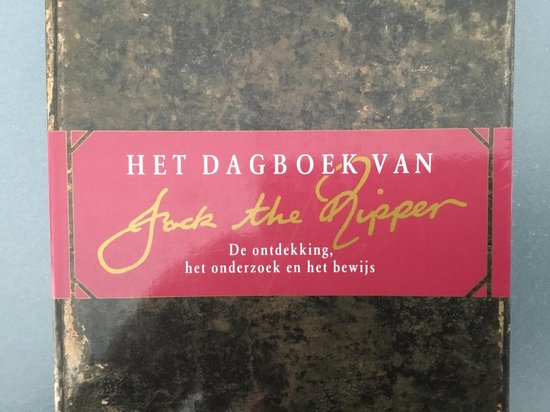 HET DAGBOEK VAN
Jack the Ripper
De ontdekking,
het onderzoek en het bewijs